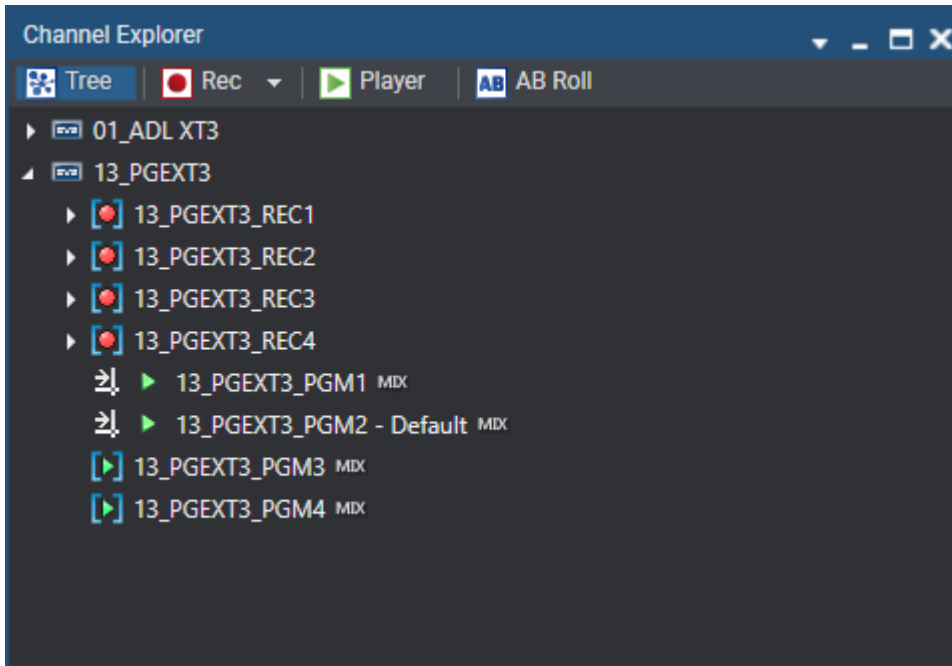 Channel Explorer
Tree Rec Player AB AB Roll
01_ADL XT3
13_PGEXT3
13_PGEXT3_REC1
13_PGEXT3_REC2
13_PGEXT3_REC3
13_PGEXT3_REC4
13_PGEXT3_PGM1 MIX
13_PGEXT3_PGM2 - Default MIX
13_PGEXT3_PGM3 MIX
13_PGEXT3_PGM4 MIX